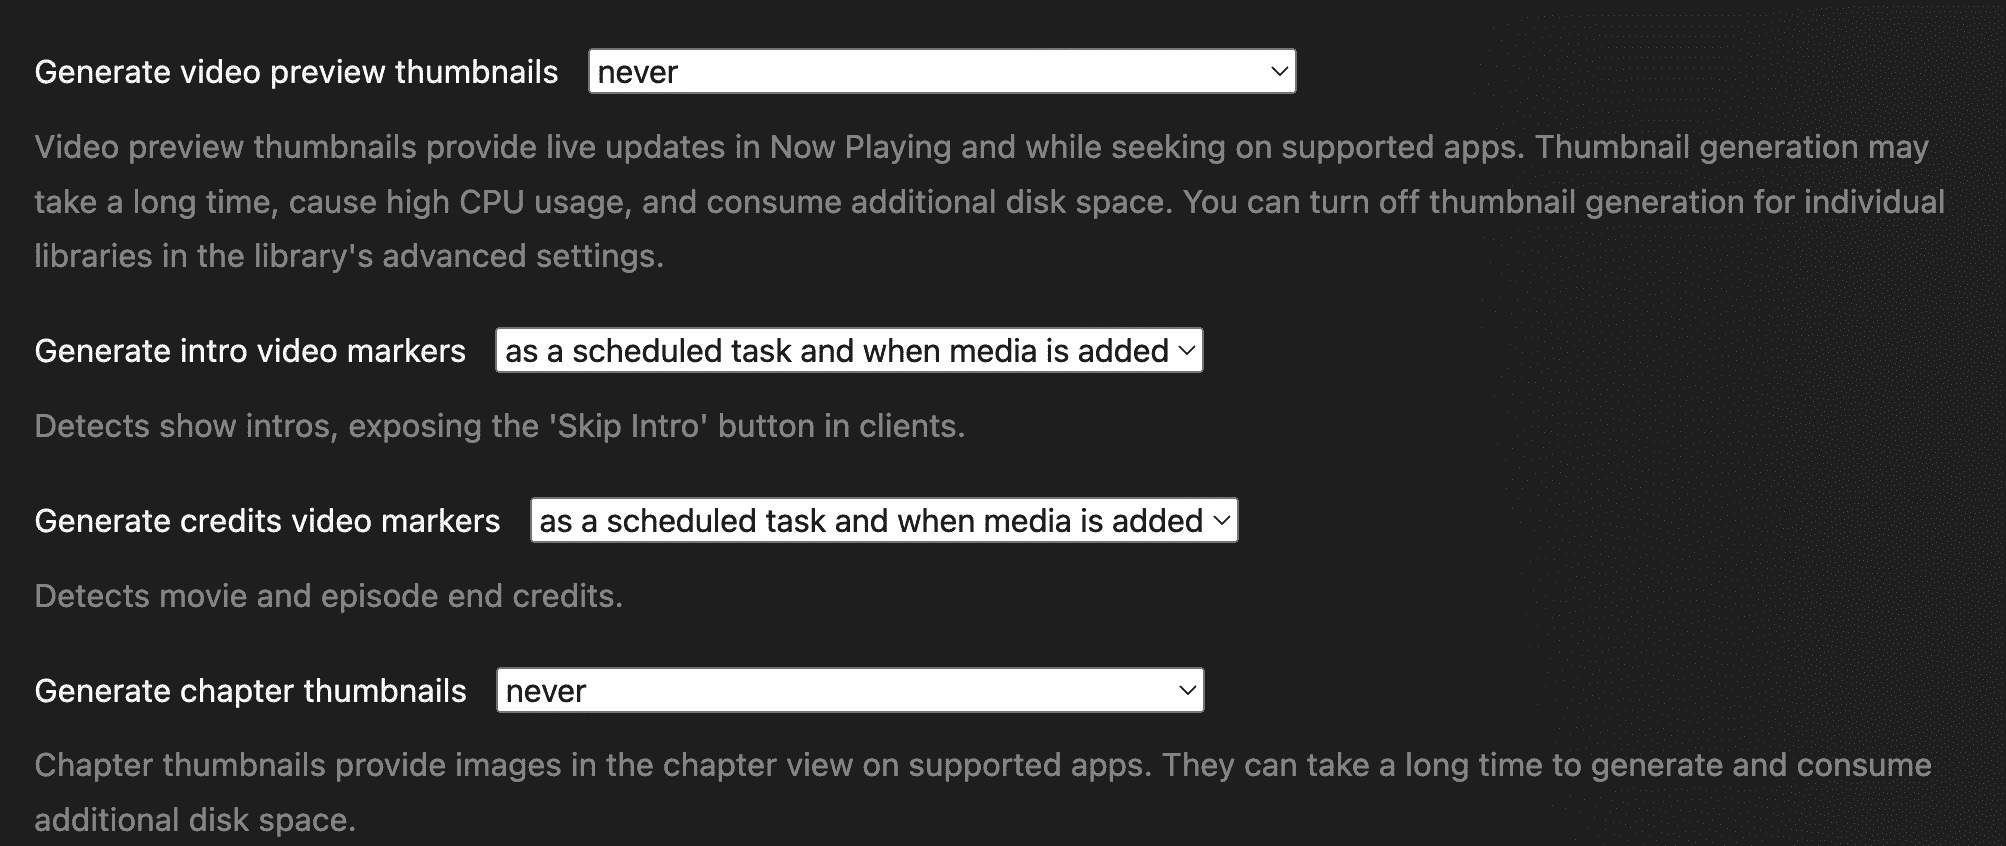 Generate video preview thumbnails never
Video preview thumbnails provide live updates in Now Playing and while seeking on supported apps. Thumbnail generation may
take a long time, cause high CPU usage, and consume additional disk space. You can turn off thumbnail generation for individual
libraries in the library's advanced settings.
Generate intro video markers as a scheduled task and when media is added
Detects show intros, exposing the 'Skip Intro' button in clients.
Generate credits video markers as a scheduled task and when media is added
Detects movie and episode end credits.
Generate chapter thumbnails never
Chapter thumbnails provide images in the chapter view on supported apps. They can take a long time to generate and consume
additional disk space.